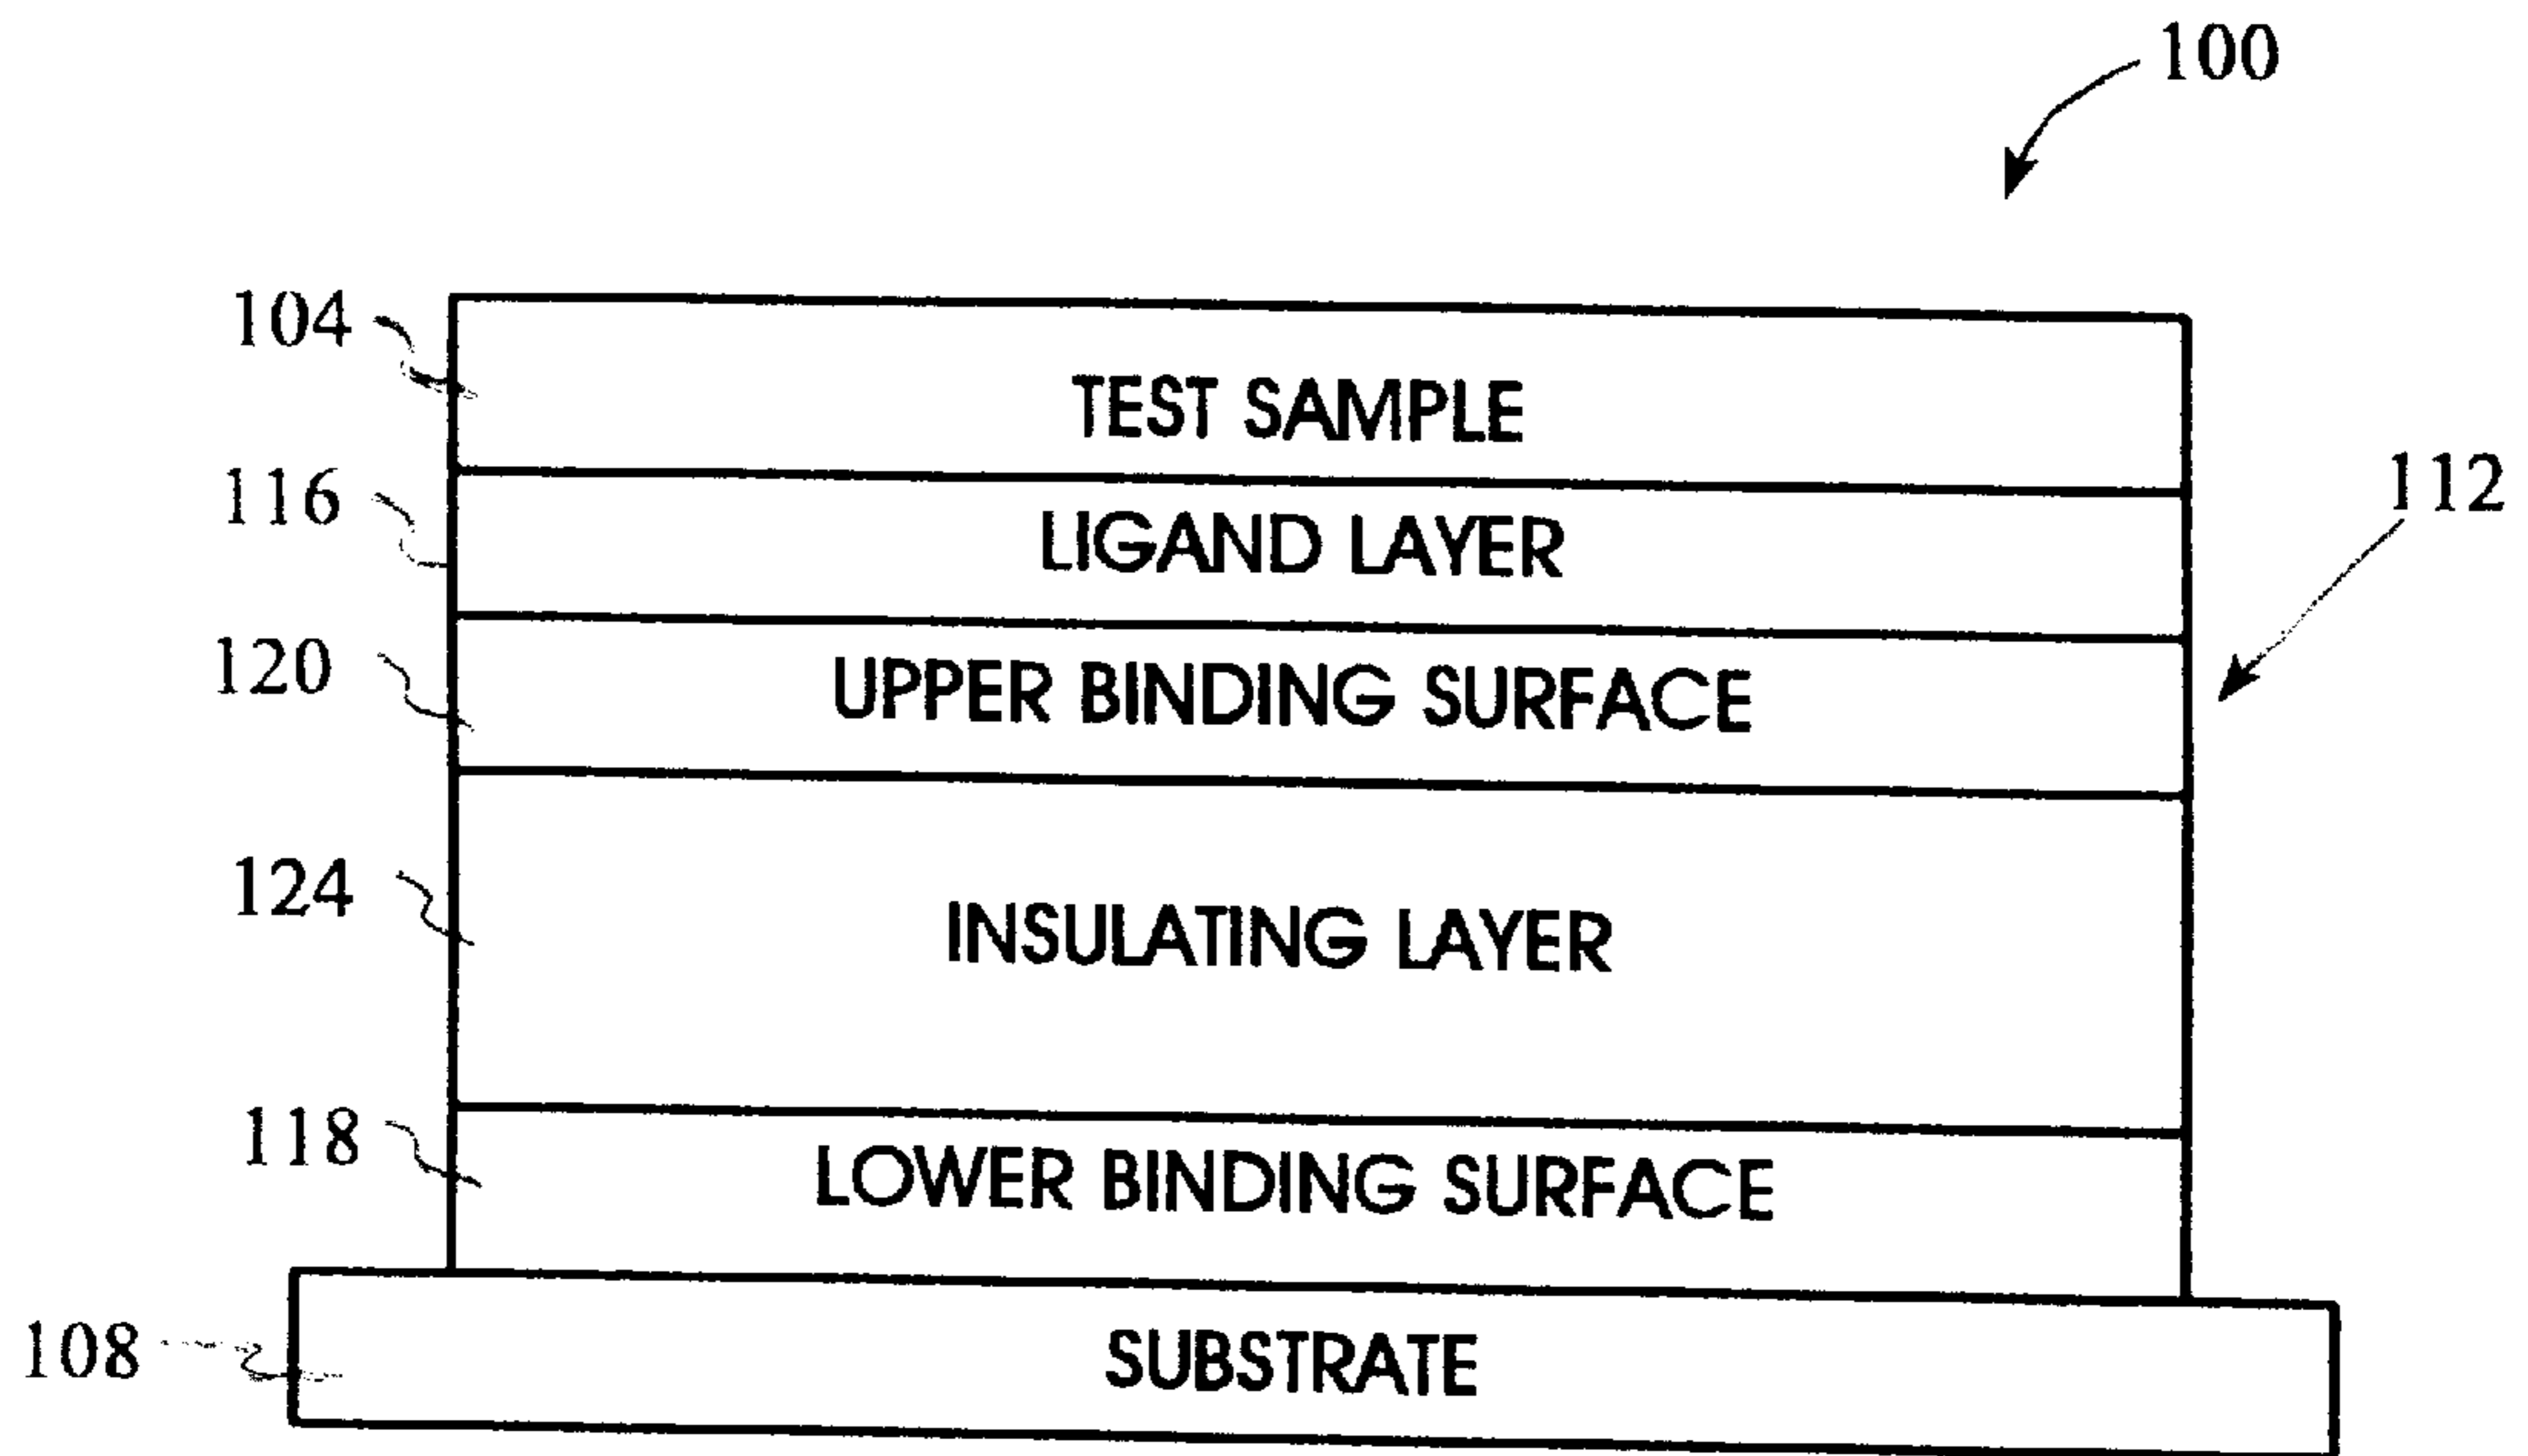 100
104
TEST SAMPLE
116
LIGAND LAYER
112
120
UPPER BINDING SURFACE
124
INSULATING LAYER
118
LOWER BINDING SURFACE
108
SUBSTRATE